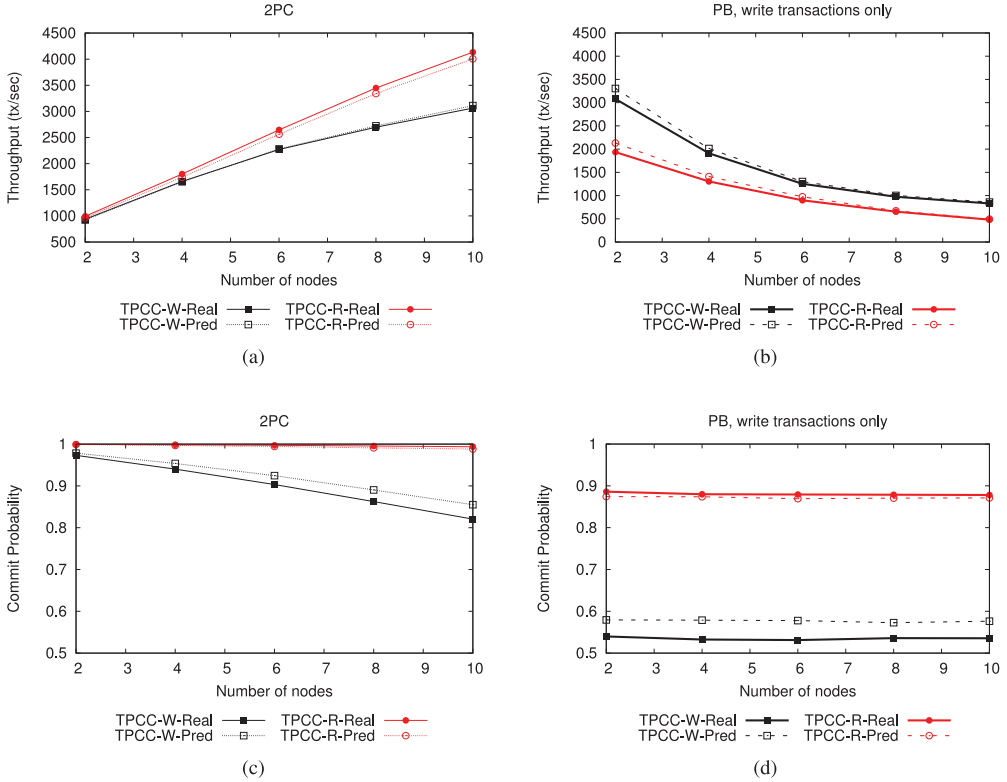 2PC
4500
4000
3500
3000
2500
2000
1500
1000
500
Throughput (tx/sec)
2 3 4 5 6 7 8 9 10
Number of nodes
TPCC-W-Real TPCC-R-Real
TPCC-W-Pred TPCC-R-Pred
(a)
PB, write transactions only
4500
4000
3500
3000
2500
2000
1500
1000
500
0
Throughput (tx/sec)
2 3 4 5 6 7 8 9 10
Number of nodes
TPCC-W-Real TPCC-R-Real
TPCC-W-Pred TPCC-R-Pred
(b)
2PC
1
0.9
0.8
0.7
0.6
0.5
Commit Probability
2 3 4 5 6 7 8 9 10
Number of nodes
TPCC-W-Real TPCC-R-Real
TPCC-W-Pred TPCC-R-Pred
(c)
PB, write transactions only
1
0.9
0.8
0.7
0.6
0.5
Commit Probability
2 3 4 5 6 7 8 9 10
Number of nodes
TPCC-W-Real TPCC-R-Real
TPCC-W-Pred TPCC-R-Pred
(d)